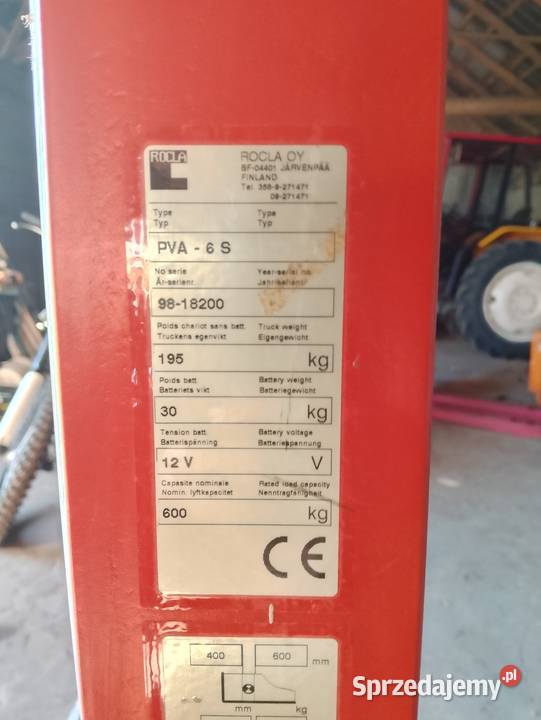 ROCLA
ROCLA OY
SF-04401 JÄRVENPÄÄ
FINLAND
Tel. 358-9-271471
09-271471
Type Type
Typ Typ
PVA - 6 S
No serie Year-serial no.
År-serienr. Jahr-seriennr.
98-18200
Poids chariot sans batt. Truck weight
Truckens egenvikt Eigengewicht
195 kg
Poids batt. Battery weight
Batteriets vikt Batteriegewicht
30 kg
Tension batt. Battery voltage
Batterispänning Batteriespannung
12 V V
Capasite nominale Rated load capacity
Nomin. lyftkapacitet Nenntragfähigheit
600 kg
CE
400 600 mm
mm kg
Sprzedajemy.pl